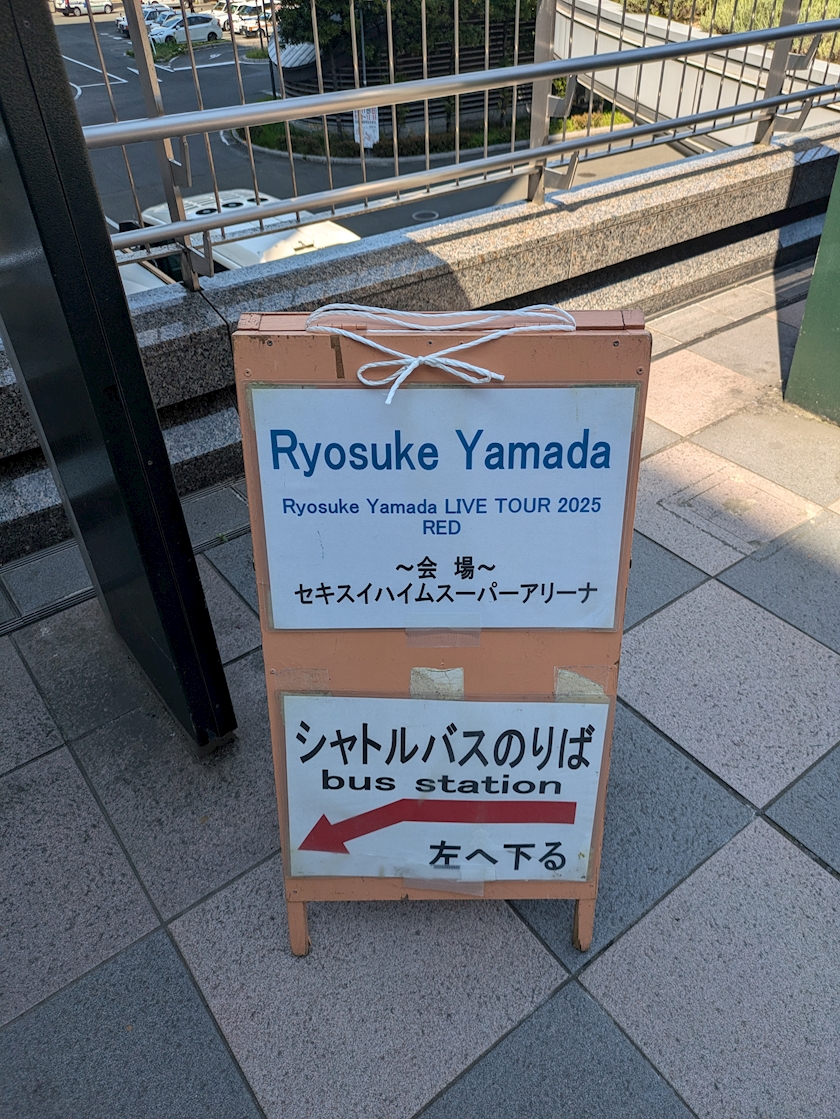 Ryosuke Yamada
Ryosuke Yamada LIVE TOUR 2025
RED
～会 場～
セキスイハイムスーパーアリーナ
シャトルバスのりば
bus station
左へ下る